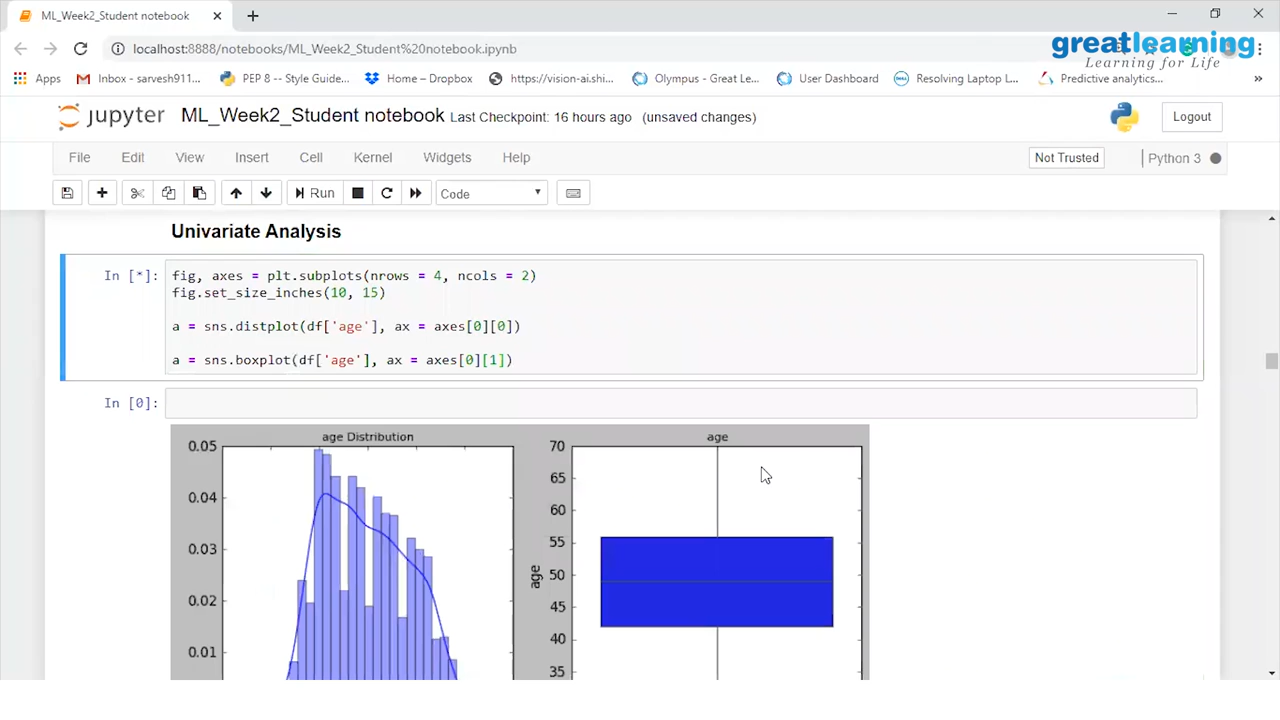 ML_Week2_Student notebook
localhost:8888/notebooks/ML_Week2_Student%20notebook.ipynb
greatlearning
Learning for Life
Apps
Inbox - sarvesh911...
PEP 8 -- Style Guide...
Home – Dropbox
https://vision-ai.shi...
Olympus - Great Le...
User Dashboard
Resolving Laptop L...
Predictive analytics...
»
jupyter
ML_Week2_Student notebook
Last Checkpoint: 16 hours ago (unsaved changes)
Logout
File
Edit
View
Insert
Cell
Kernel
Widgets
Help
Not Trusted
Python 3
Run
Code
Univariate Analysis
In [*]:
fig, axes = plt.subplots(nrows = 4, ncols = 2)
fig.set_size_inches(10, 15)
a = sns.distplot(df['age'], ax = axes[0][0])
a = sns.boxplot(df['age'], ax = axes[0][1])
In [0]:
age Distribution
0.05
0.04
0.03
0.02
0.01
age
70
65
60
55
50
45
40
35
age